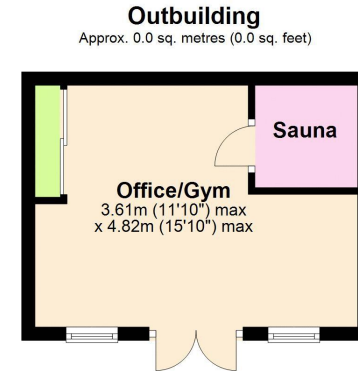 Outbuilding
Approx. 0.0 sq. metres (0.0 sq. feet)
Sauna
Office/Gym
3.61m (11'10") max
x 4.82m (15'10") max